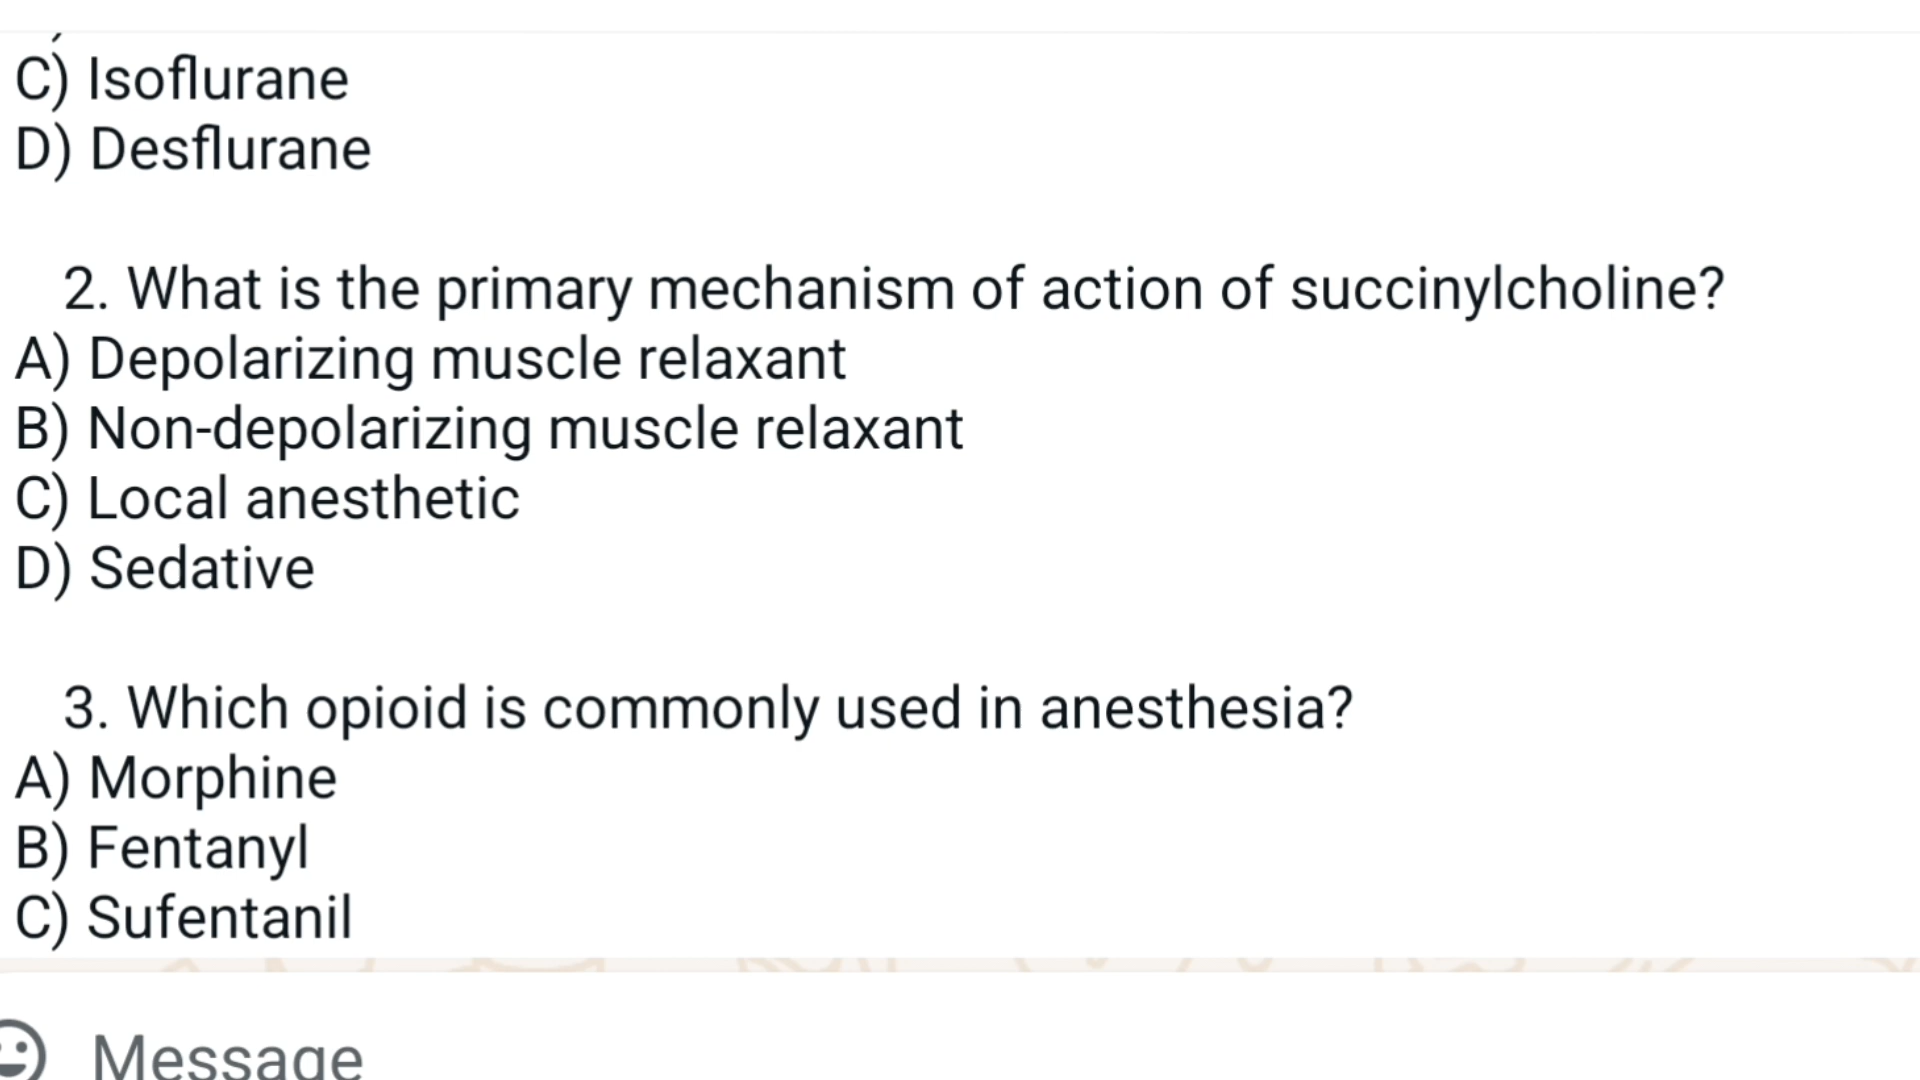 C) Isoflurane
D) Desflurane
2. What is the primary mechanism of action of succinylcholine?
A) Depolarizing muscle relaxant
B) Non-depolarizing muscle relaxant
C) Local anesthetic
D) Sedative
3. Which opioid is commonly used in anesthesia?
A) Morphine
B) Fentanyl
C) Sufentanil
Message